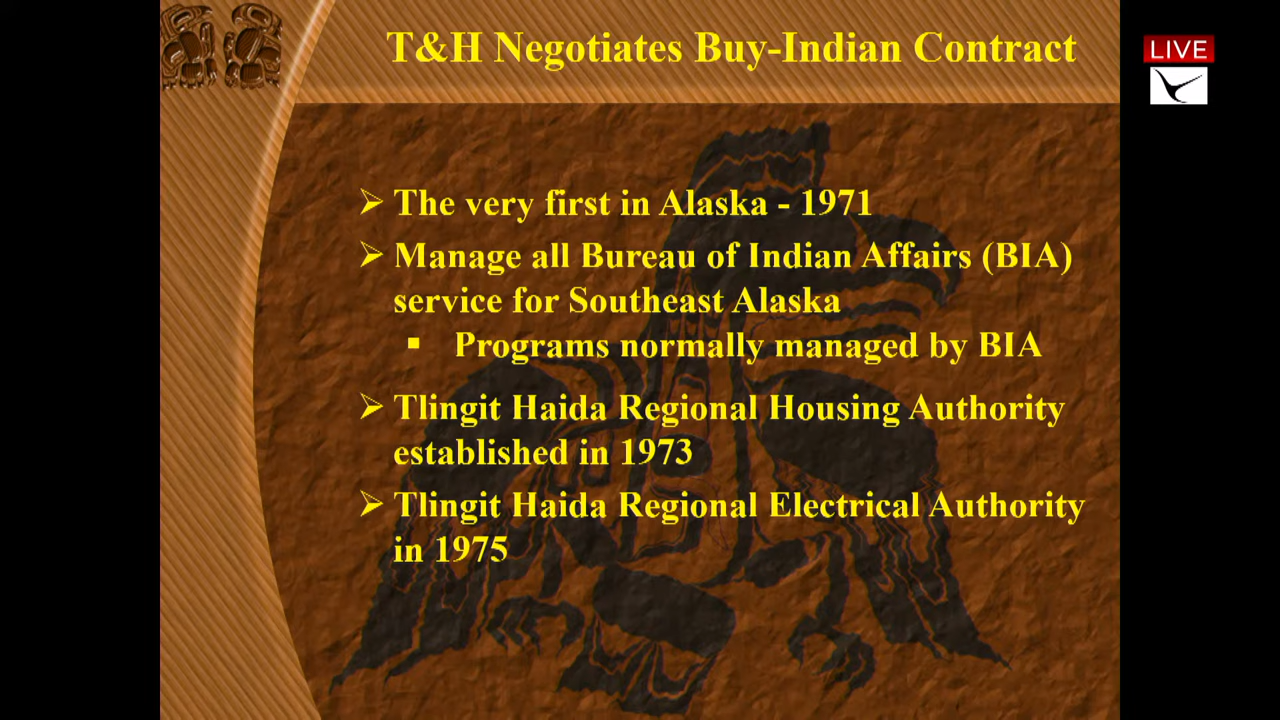 T&H Negotiates Buy-Indian Contract
LIVE
The very first in Alaska - 1971
Manage all Bureau of Indian Affairs (BIA)
service for Southeast Alaska
Programs normally managed by BIA
Tlingit Haida Regional Housing Authority
established in 1973
Tlingit Haida Regional Electrical Authority
in 1975